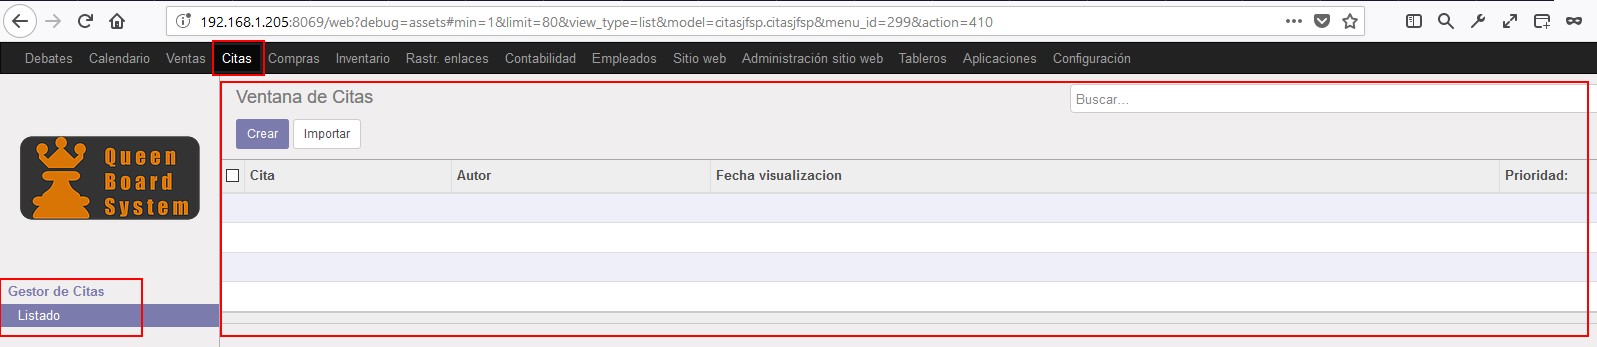 192.168.1.205:8069/web?debug=assets#min=1&limit=80&view_type=list&model=citasjfsp.citasjfsp&menu_id=299&action=410
Debates Calendario Ventas Citas Compras Inventario Rastr. enlaces Contabilidad Empleados Sitio web Administración sitio web Tableros Aplicaciones Configuración
Ventana de Citas
Buscar...
Crear Importar
Queen
Board
System
Cita Autor Fecha visualizacion Prioridad:
Gestor de Citas
Listado